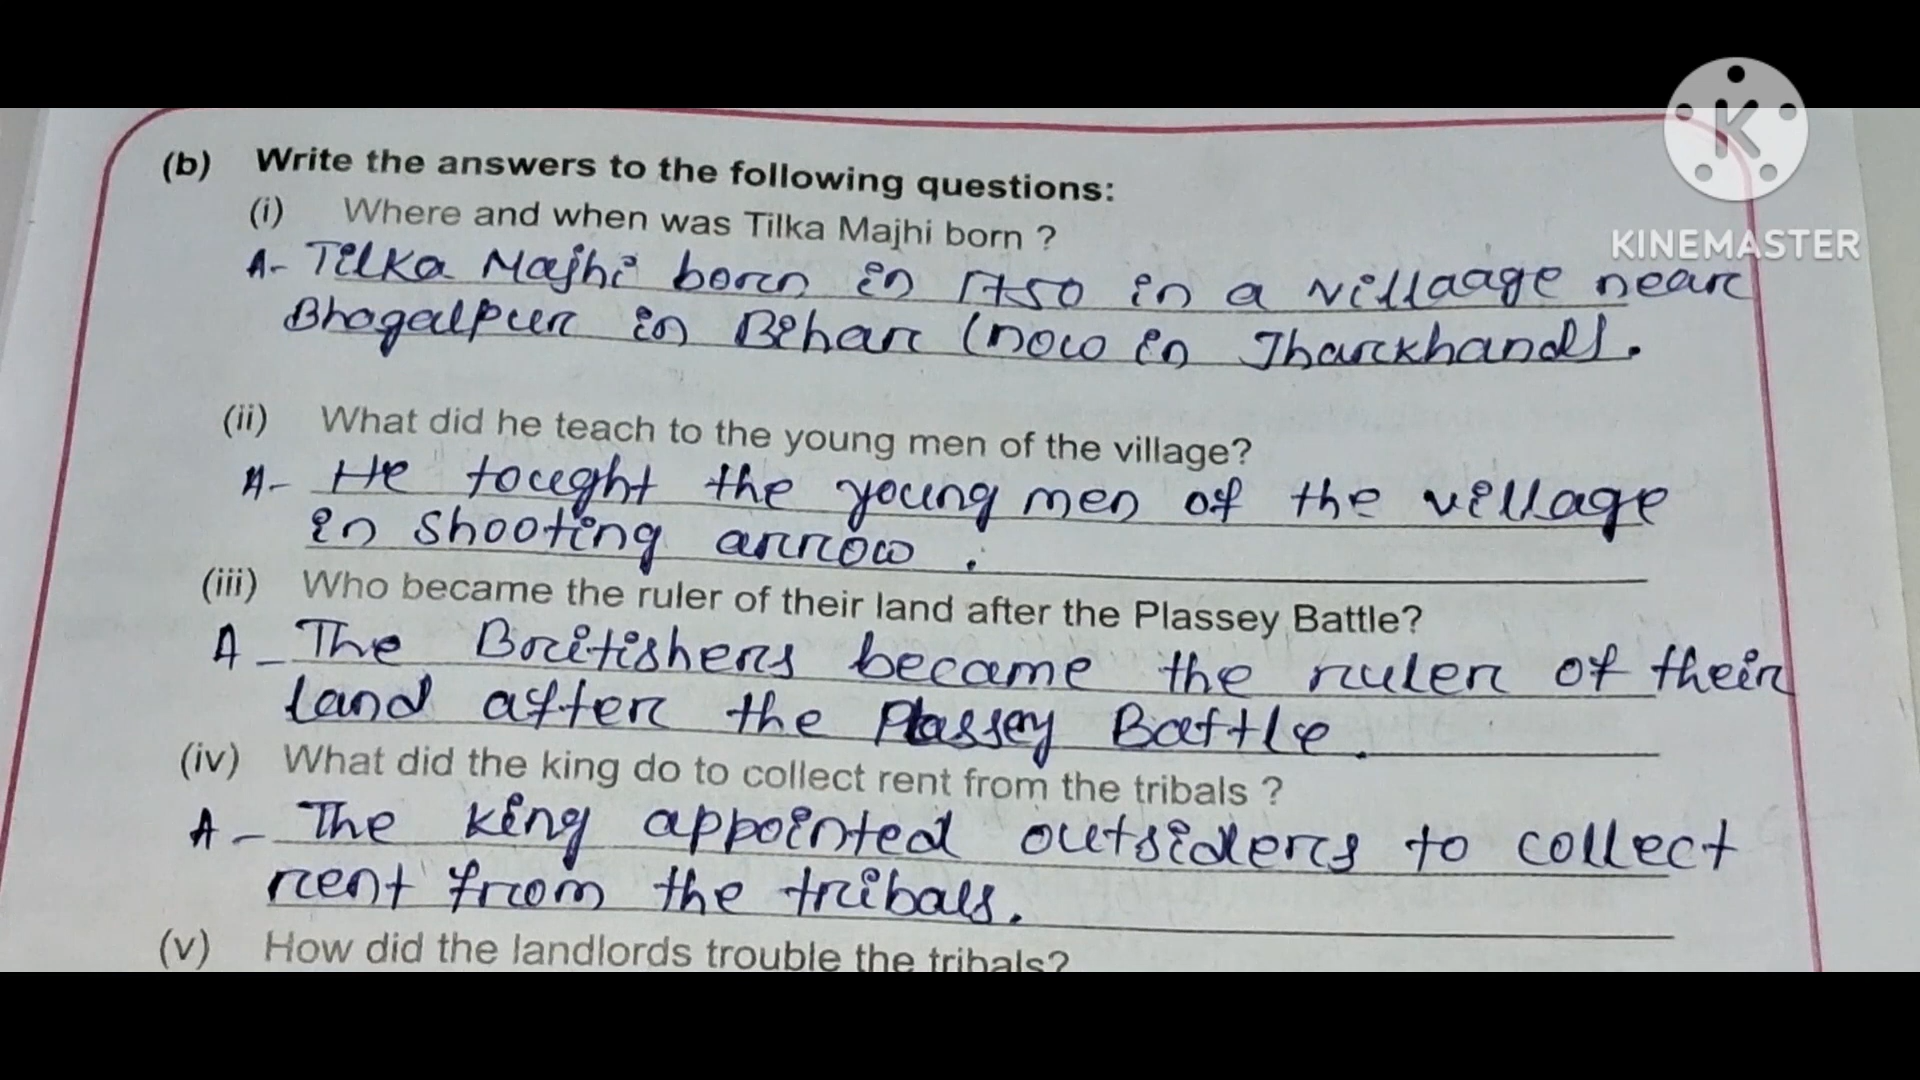 KINEMASTER
(b) Write the answers to the following questions:
(i) Where and when was Tilka Majhi born ?
A- Tilka Majhi born in 1750 in a villaage near
Bhagalpur in Bihar (now in Jharkhand).
(ii) What did he teach to the young men of the village?
A- He tought the young men of the village
in shooting arrow .
(iii) Who became the ruler of their land after the Plassey Battle?
A - The Britishers became the ruler of their
land after the Plassey Battle.
(iv) What did the king do to collect rent from the tribals ?
A - The king appointed outsiders to collect
rent from the tribals.
(v) How did the landlords trouble the tribals?